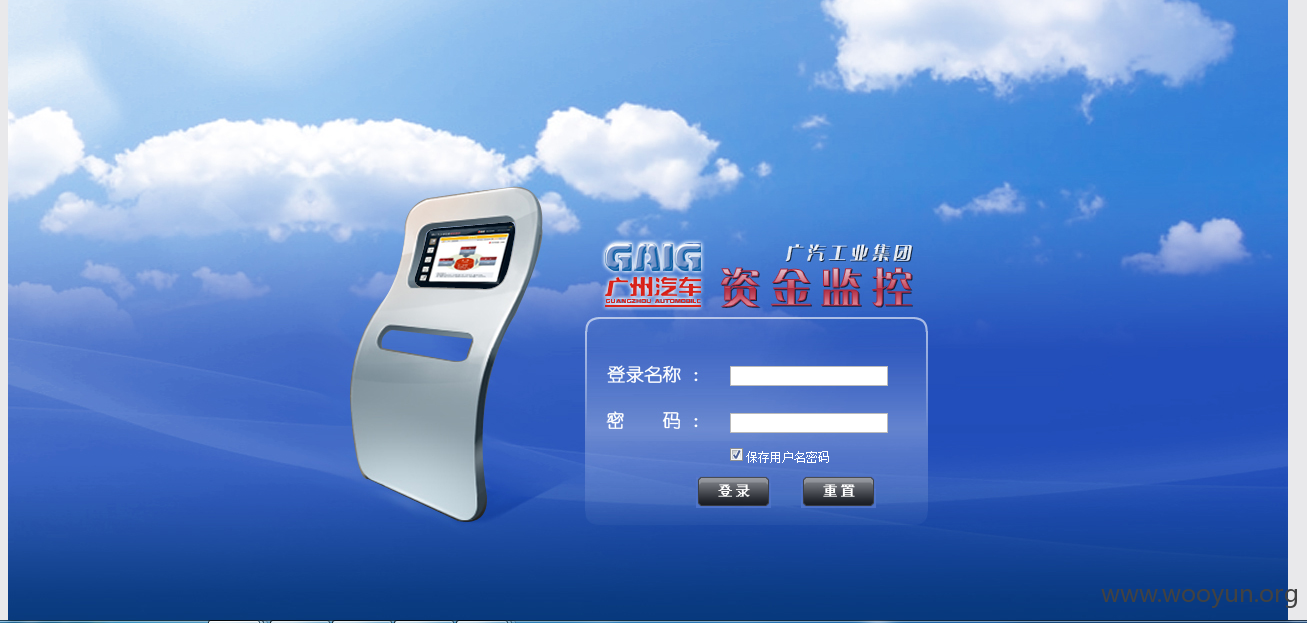 GAIG
广州汽车
GUANGZHOU AUTOMOBILE
广汽工业集团
资金监控
登录名称 :
密 码 :
保存用户名密码
登录 重置
www.wooyun.org